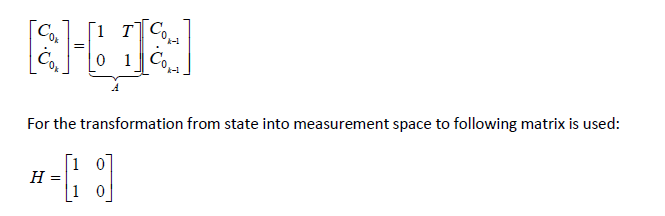 [C_{0_k} ; Ċ_{0_k}] = [1 T ; 0 1] [C_{0_{k-1}} ; Ċ_{0_{k-1}}]
A
For the transformation from state into measurement space to following matrix is used:
H = [1 0 ; 1 0]